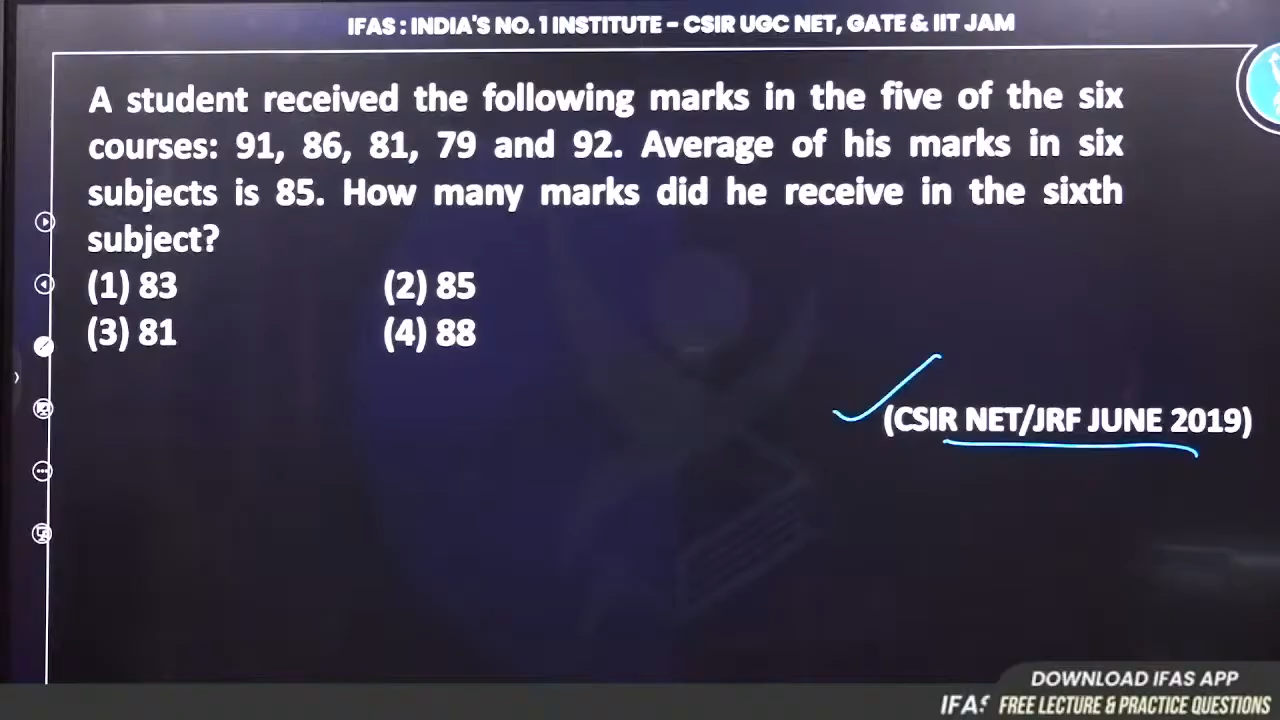 IFAS : INDIA'S NO. 1 INSTITUTE – CSIR UGC NET, GATE & IIT JAM
A student received the following marks in the five of the six
courses: 91, 86, 81, 79 and 92. Average of his marks in six
subjects is 85. How many marks did he receive in the sixth
subject?
(1) 83 (2) 85
(3) 81 (4) 88
(CSIR NET/JRF JUNE 2019)
DOWNLOAD IFAS APP
IFAS FREE LECTURE & PRACTICE QUESTIONS